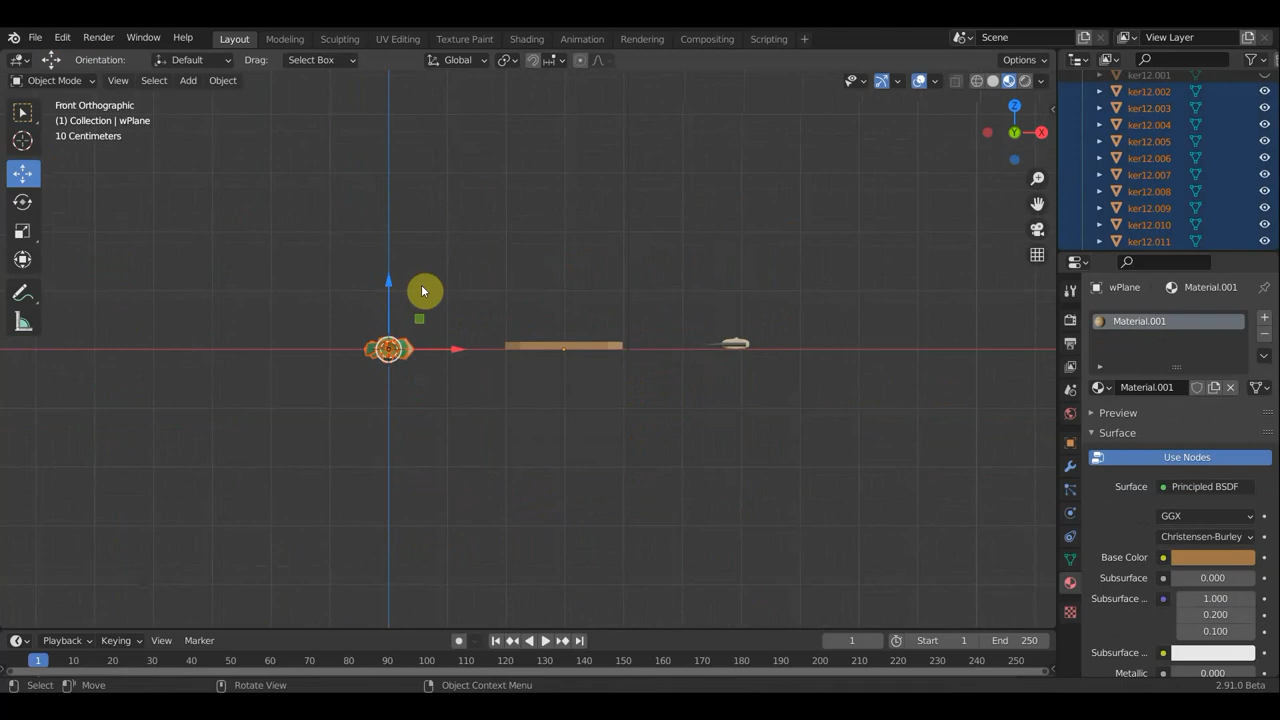 File Edit Render Window Help Layout Modeling Sculpting UV Editing Texture Paint Shading Animation Rendering Compositing Scripting + Scene View Layer
Orientation: Default Drag: Select Box Global Options
Object Mode View Select Add Object
Front Orthographic
(1) Collection | wPlane
10 Centimeters
Z
Y
X
ker12.001
ker12.002
ker12.003
ker12.004
ker12.005
ker12.006
ker12.007
ker12.008
ker12.009
ker12.010
ker12.011
wPlane Material.001
Material.001
Material.001
Preview
Surface
Use Nodes
Surface Principled BSDF
GGX
Christensen-Burley
Base Color
Subsurface 0.000
Subsurface ... 1.000
0.200
0.100
Subsurface ...
Metallic 0.000
Playback Keying View Marker 1 Start 1 End 250
1 10 20 30 40 50 60 70 80 90 100 110 120 130 140 150 160 170 180 190 200 210 220 230 240 250
Select Move Rotate View Object Context Menu 2.91.0 Beta